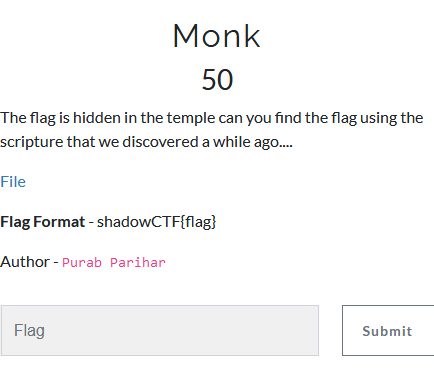 Monk
50
The flag is hidden in the temple can you find the flag using the
scripture that we discovered a while ago....
File
Flag Format - shadowCTF{flag}
Author - Purab Parihar
Flag
Submit